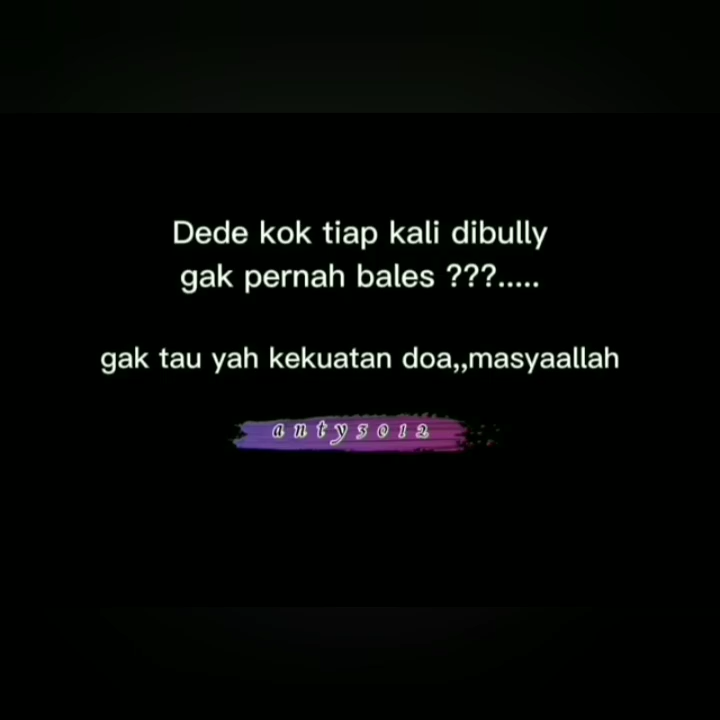 Dede kok tiap kali dibully
gak pernah bales ???.....
gak tau yah kekuatan doa,,masyaallah
anty3012